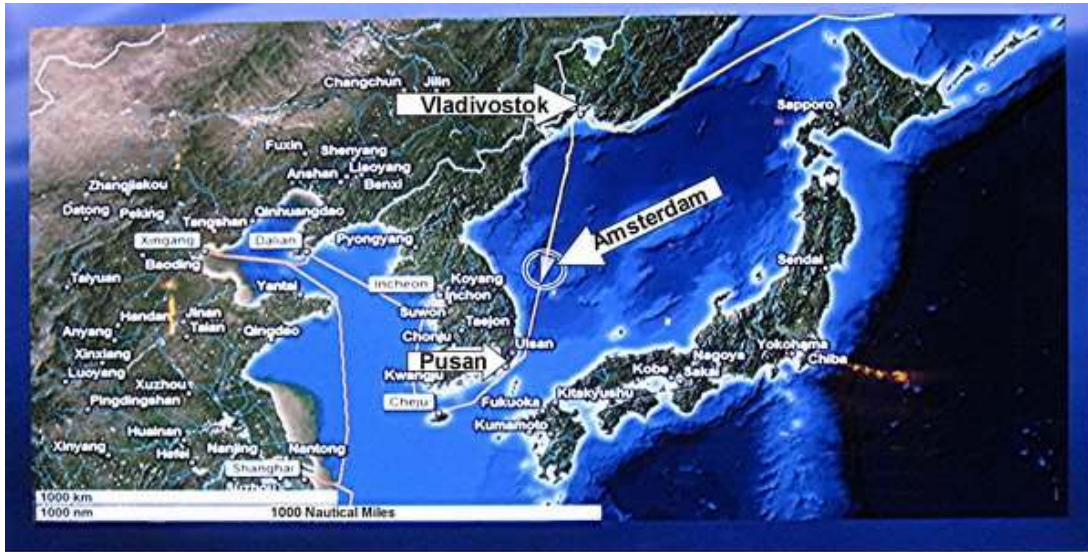 Changchun
Jilin
Vladivostok
Sapporo
Fuxin
Shenyang
Liaoyang
Anshan
Benxi
Zhangjiakou
Datong
Peking
Tangshan
Qinhuangdao
Amsterdam
Xingang
Dalian
Pyongyang
Baoding
Sendai
Taiyuan
Yantai
Incheon
Koyang
Inchon
Suwon
Handan
Jinan
Taian
Taejon
Anyang
Qingdao
Chonju
Ulsan
Xinxiang
Pusan
Yokohama
Nagoya
Chiba
Luoyang
Kobe
Sakai
Xuzhou
Kwangju
Pingdingshan
Cheju
Fukuoka
Kitakyushu
Kumamoto
Huainan
Xinyang
Hefei
Nanjing
Nantong
Shanghai
1000 km
1000 nm
1000 Nautical Miles